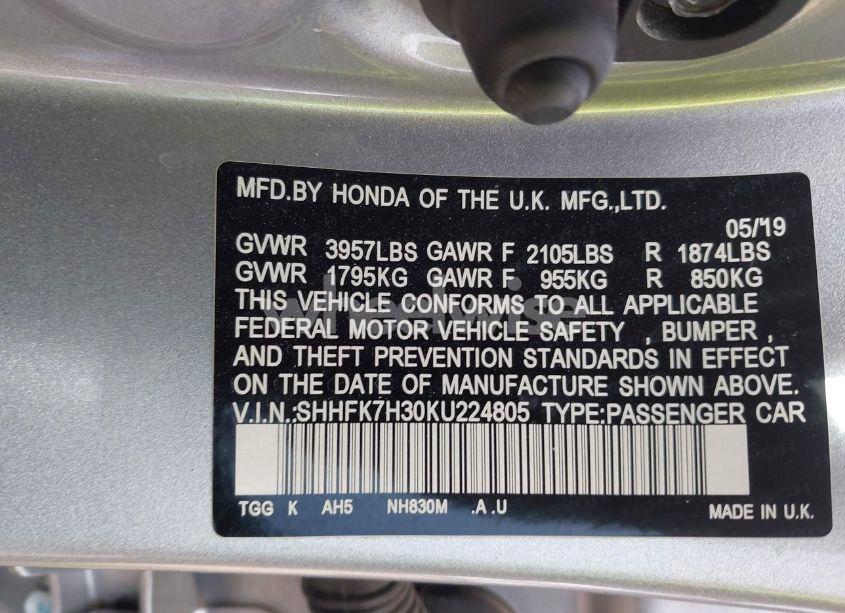 MFD.BY HONDA OF THE U.K. MFG.,LTD.
05/'19
GVWR 3957LBS GAWR F 2105LBS R 1874LBS
GVWR 1795KG GAWR F 955KG R 850KG
THIS VEHICLE CONFORMS TO ALL APPLICABLE
FEDERAL MOTOR VEHICLE SAFETY , BUMPER ,
AND THEFT PREVENTION STANDARDS IN EFFECT
ON THE DATE OF MANUFACTURE SHOWN ABOVE.
V.I.N.:SHHFK7H30KU224805 TYPE:PASSENGER CAR
TGG K AH5 NH830M .A .U MADE IN U.K.